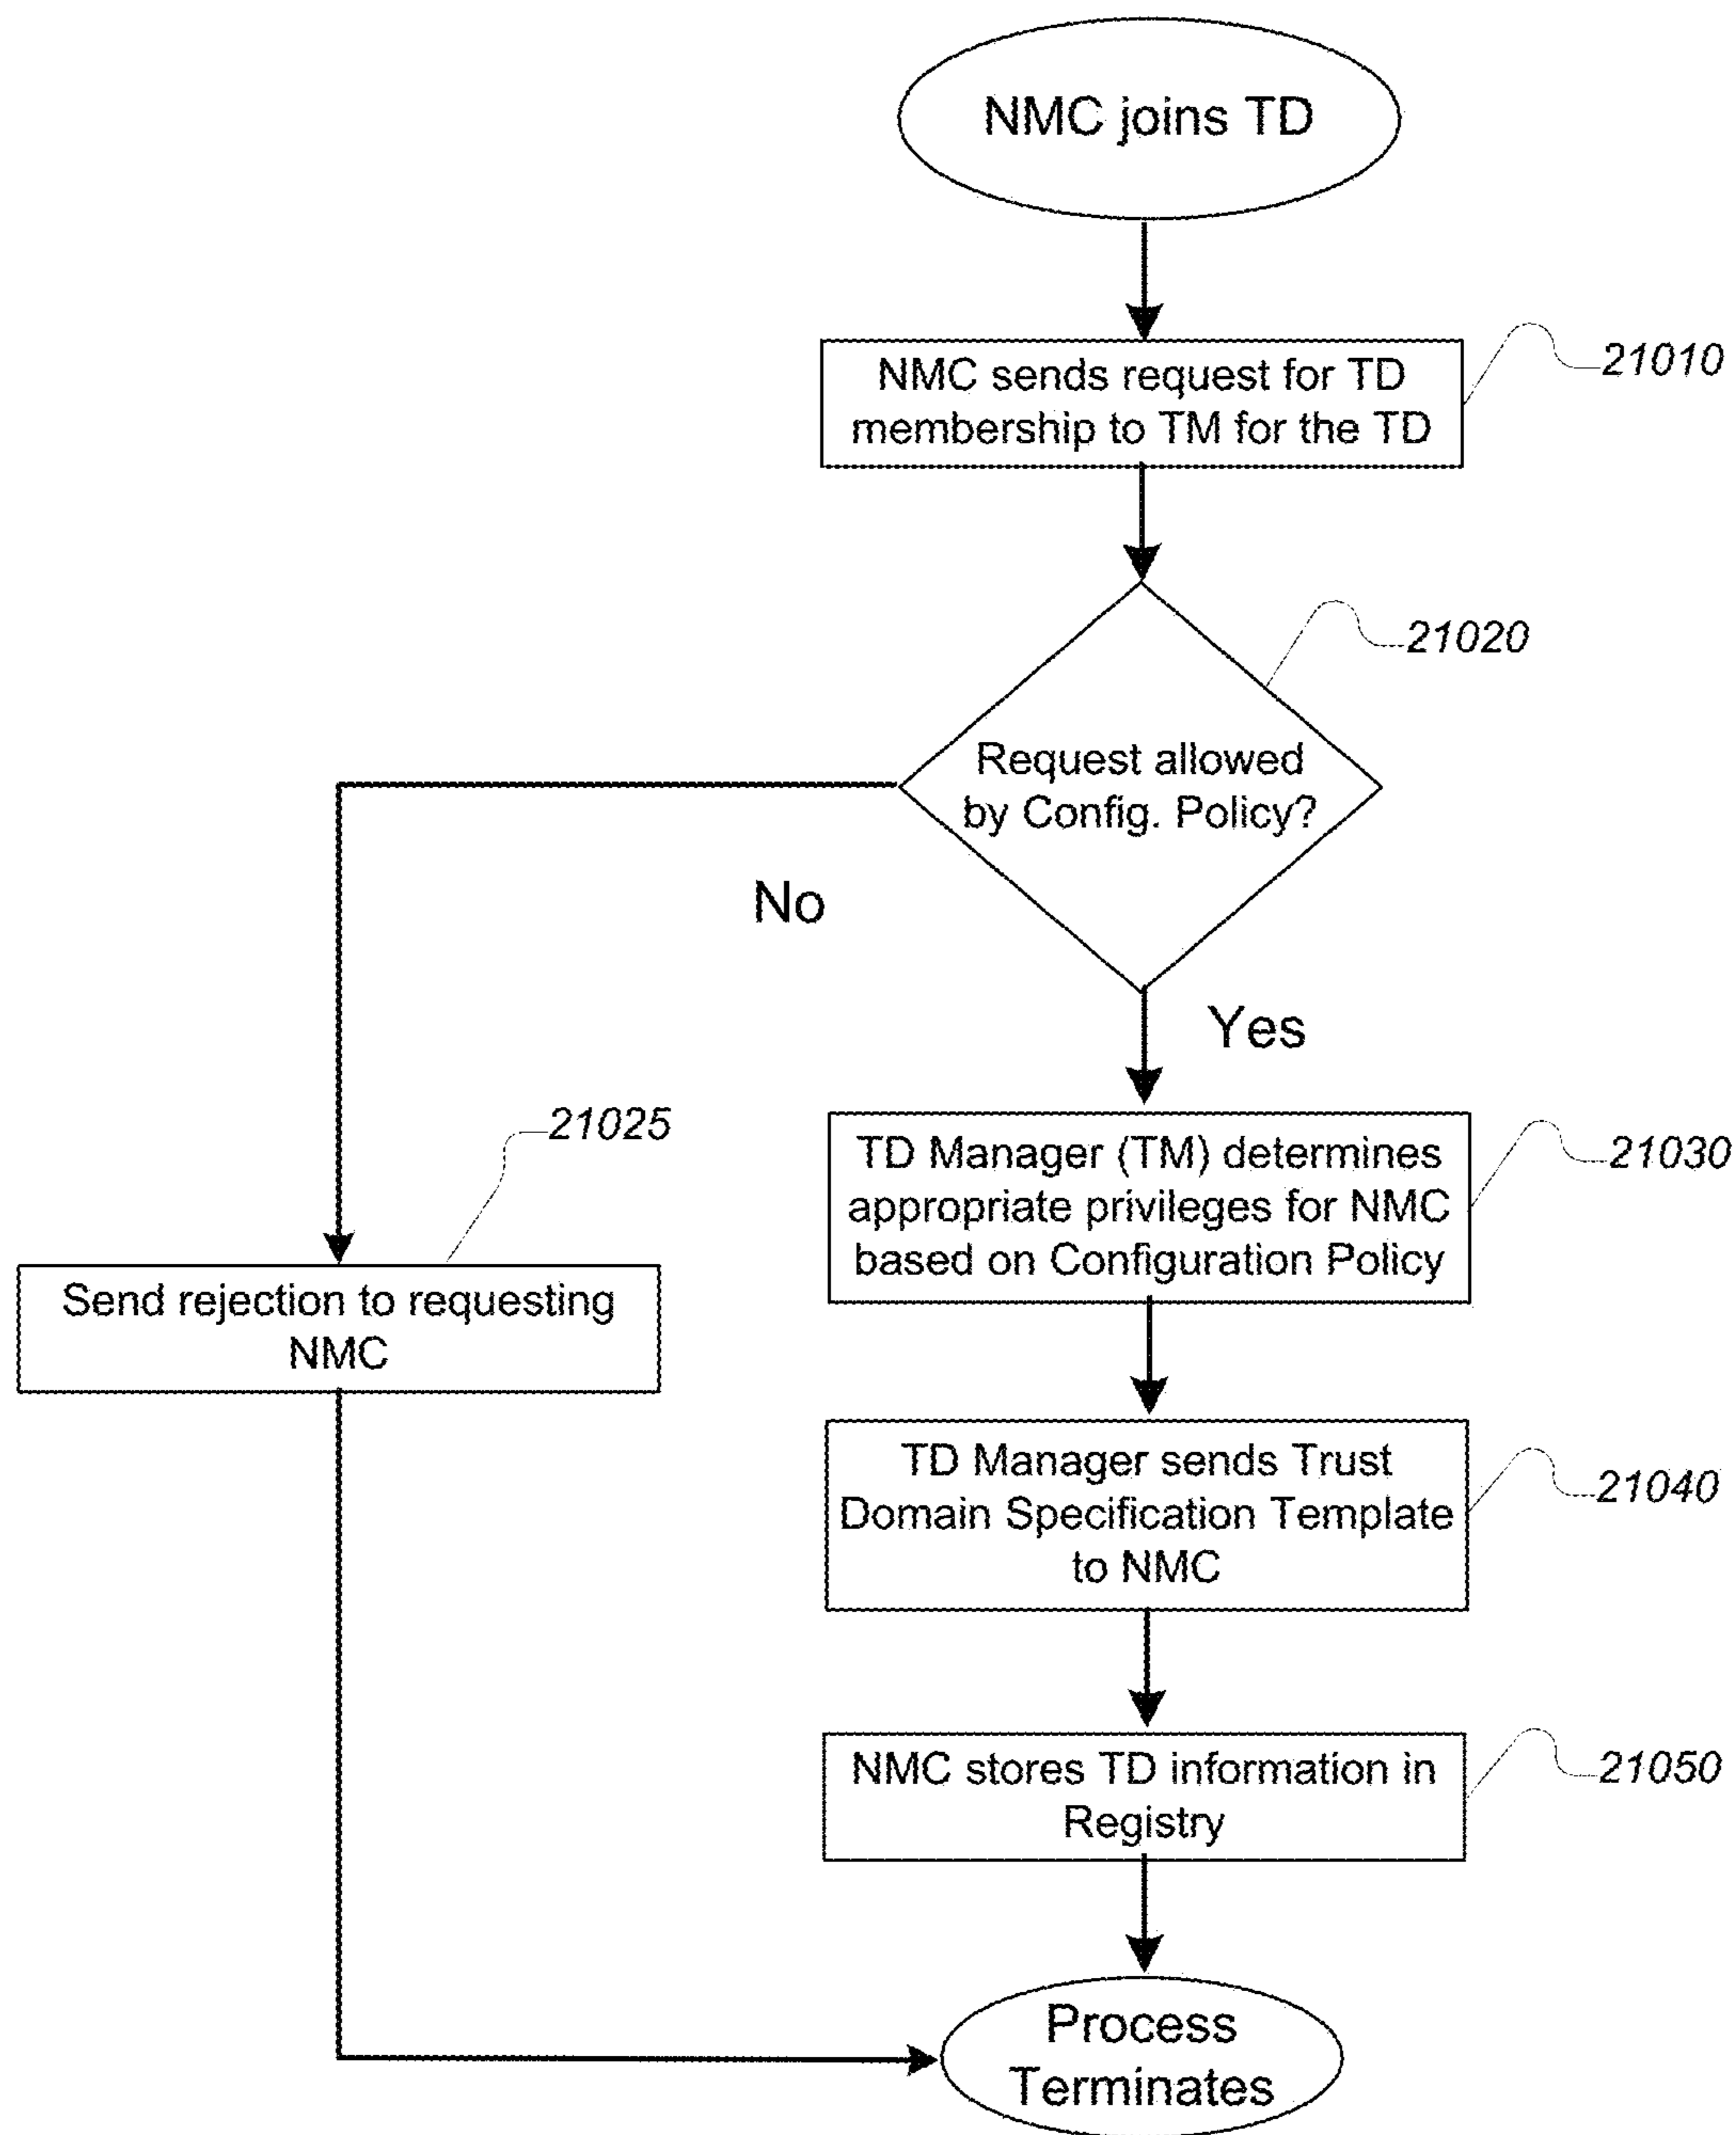 NMC joins TD
NMC sends request for TD
membership to TM for the TD
21010
21020
Request allowed
by Config. Policy?
No
Yes
21025
Send rejection to requesting
NMC
TD Manager (TM) determines
appropriate privileges for NMC
based on Configuration Policy
21030
TD Manager sends Trust
Domain Specification Template
to NMC
21040
NMC stores TD information in
Registry
21050
Process
Terminates